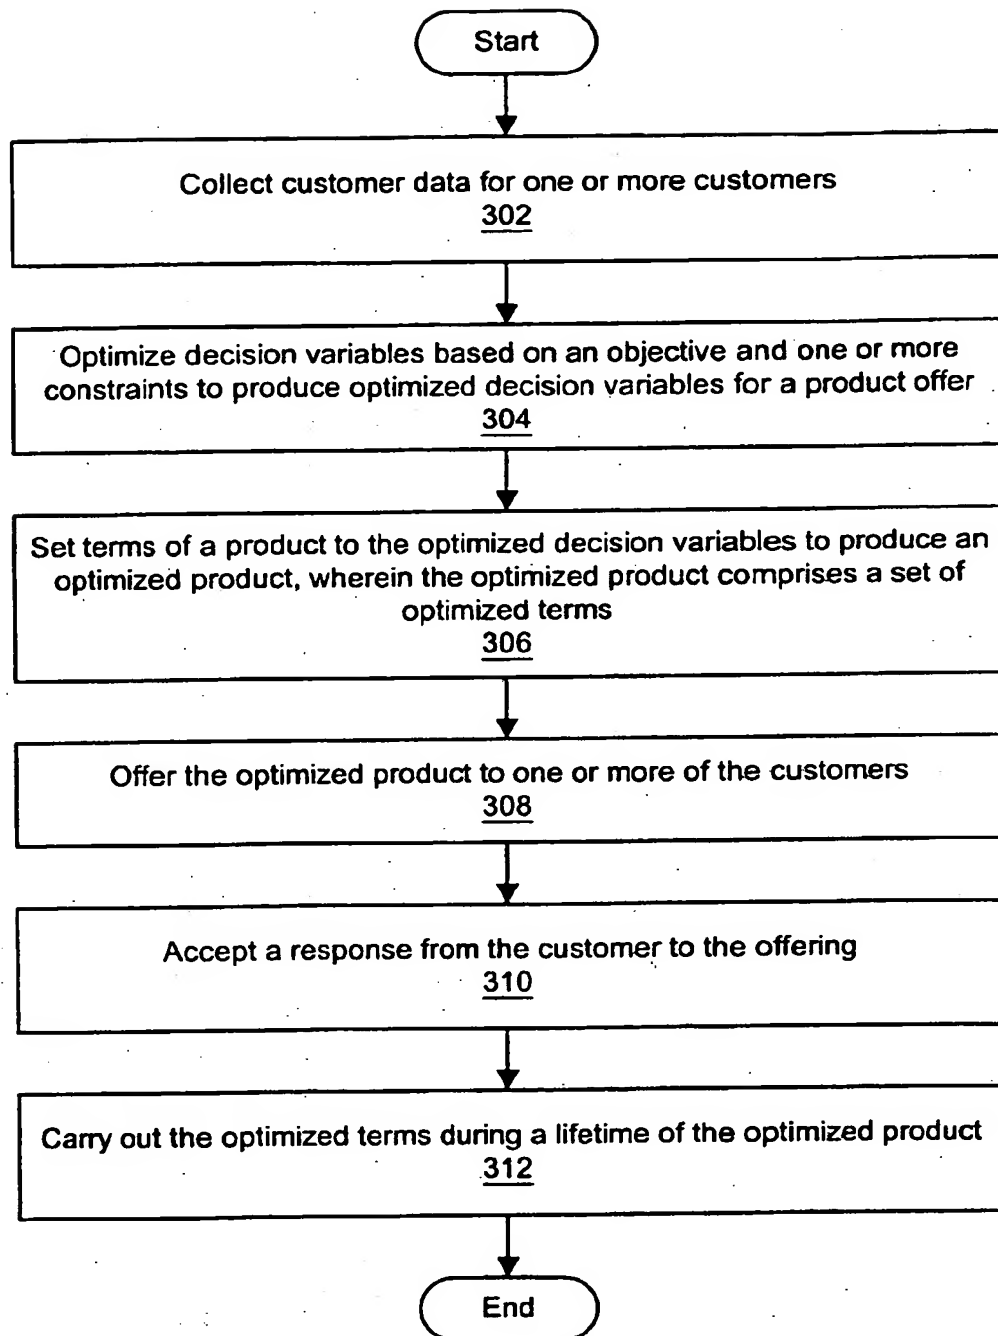 Start
Collect customer data for one or more customers
302
Optimize decision variables based on an objective and one or more
constraints to produce optimized decision variables for a product offer
304
Set terms of a product to the optimized decision variables to produce an
optimized product, wherein the optimized product comprises a set of
optimized terms
306
Offer the optimized product to one or more of the customers
308
Accept a response from the customer to the offering
310
Carry out the optimized terms during a lifetime of the optimized product
312
End